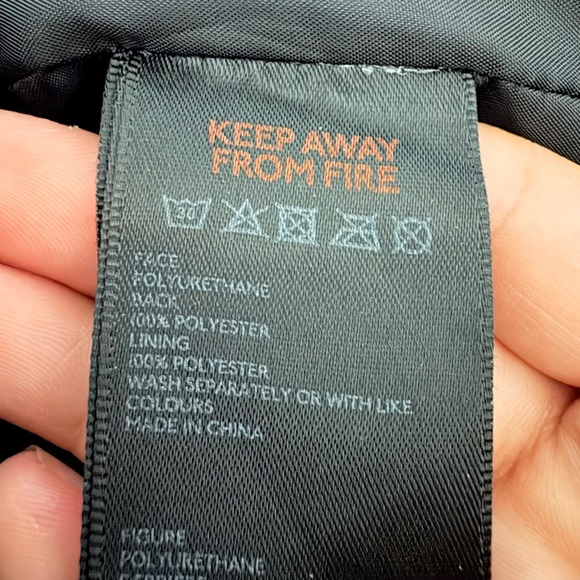 KEEP AWAY
FROM FIRE
30
FACE
POLYURETHANE
BACK
100% POLYESTER
LINING
100% POLYESTER
WASH SEPARATELY OR WITH LIKE
COLOURS
MADE IN CHINA
FIGURE
POLYURETHANE